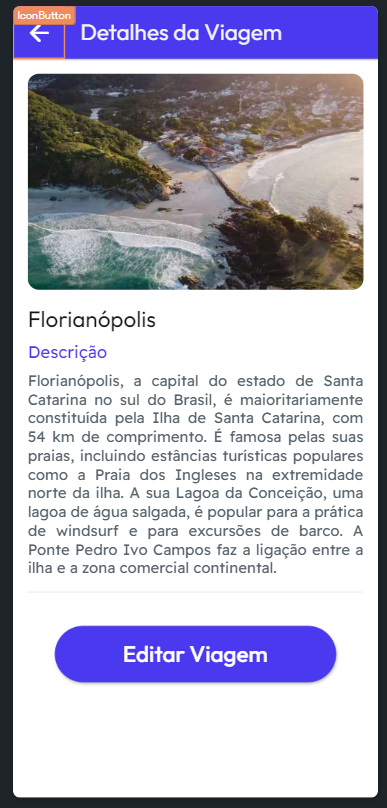 IconButton
Detalhes da Viagem
Florianópolis
Descrição
Florianópolis, a capital do estado de Santa
Catarina no sul do Brasil, é maioritariamente
constituída pela Ilha de Santa Catarina, com
54 km de comprimento. É famosa pelas suas
praias, incluindo estâncias turísticas populares
como a Praia dos Ingleses na extremidade
norte da ilha. A sua Lagoa da Conceição, uma
lagoa de água salgada, é popular para a prática
de windsurf e para excursões de barco. A
Ponte Pedro Ivo Campos faz a ligação entre a
ilha e a zona comercial continental.
Editar Viagem